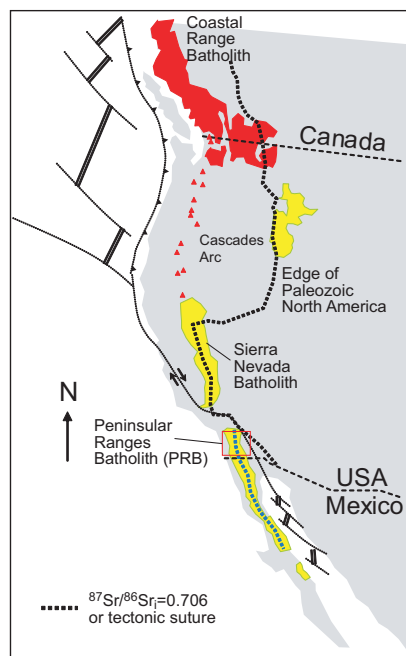 Coastal
Range
Batholith
Canada
Cascades
Arc
Edge of
Paleozoic
North America
Sierra
Nevada
Batholith
N
Peninsular
Ranges
Batholith (PRB)
USA
Mexico
⁸⁷Sr/⁸⁶Srᵢ=0.706
or tectonic suture